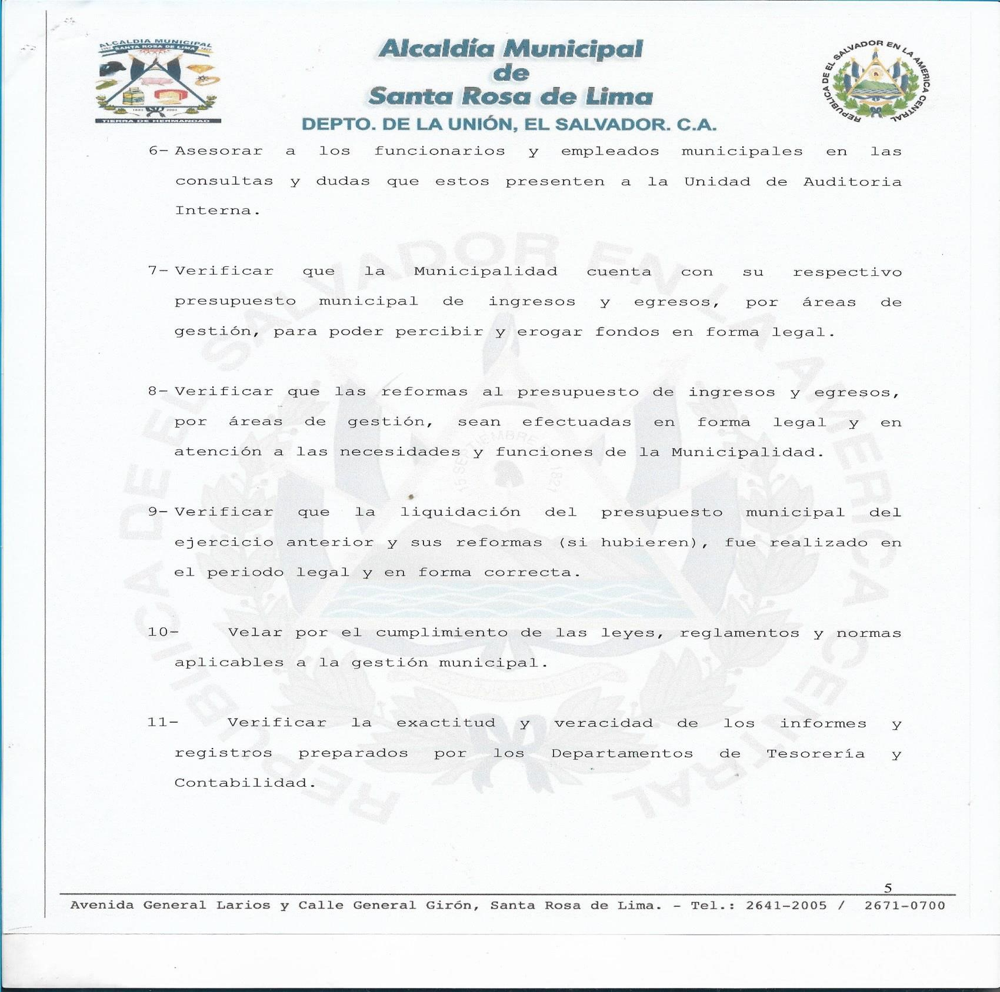 ALCALDIA MUNICIPAL
SANTA ROSA DE LIMA
TIERRA DE HERMANDAD
Alcaldía Municipal
de
Santa Rosa de Lima
DEPTO. DE LA UNIÓN, EL SALVADOR. C.A.
REPUBLICA DE EL SALVADOR EN LA AMERICA CENTRAL
6- Asesorar a los funcionarios y empleados municipales en las
consultas y dudas que estos presenten a la Unidad de Auditoria
Interna.
7- Verificar que la Municipalidad cuenta con su respectivo
presupuesto municipal de ingresos y egresos, por áreas de
gestión, para poder percibir y erogar fondos en forma legal.
8- Verificar que las reformas al presupuesto de ingresos y egresos,
por áreas de gestión, sean efectuadas en forma legal y en
atención a las necesidades y funciones de la Municipalidad.
9- Verificar que la liquidación del presupuesto municipal del
ejercicio anterior y sus reformas (si hubieren), fue realizado en
el periodo legal y en forma correcta.
10- Velar por el cumplimiento de las leyes, reglamentos y normas
aplicables a la gestión municipal.
11- Verificar la exactitud y veracidad de los informes y
registros preparados por los Departamentos de Tesorería y
Contabilidad.
5
Avenida General Larios y Calle General Girón, Santa Rosa de Lima. - Tel.: 2641-2005 / 2671-0700